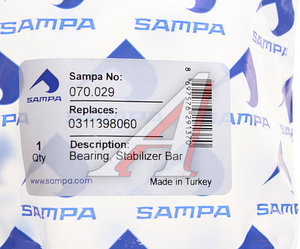 SAMPA
SAMPA
SAMPA
SAMPA
Sampa No:
070.029
Replaces:
0311398060
1
Qty
Description:
Bearing, Stabilizer Bar
www.sampa.com
Made in Turkey
SAMPA
SAMPA